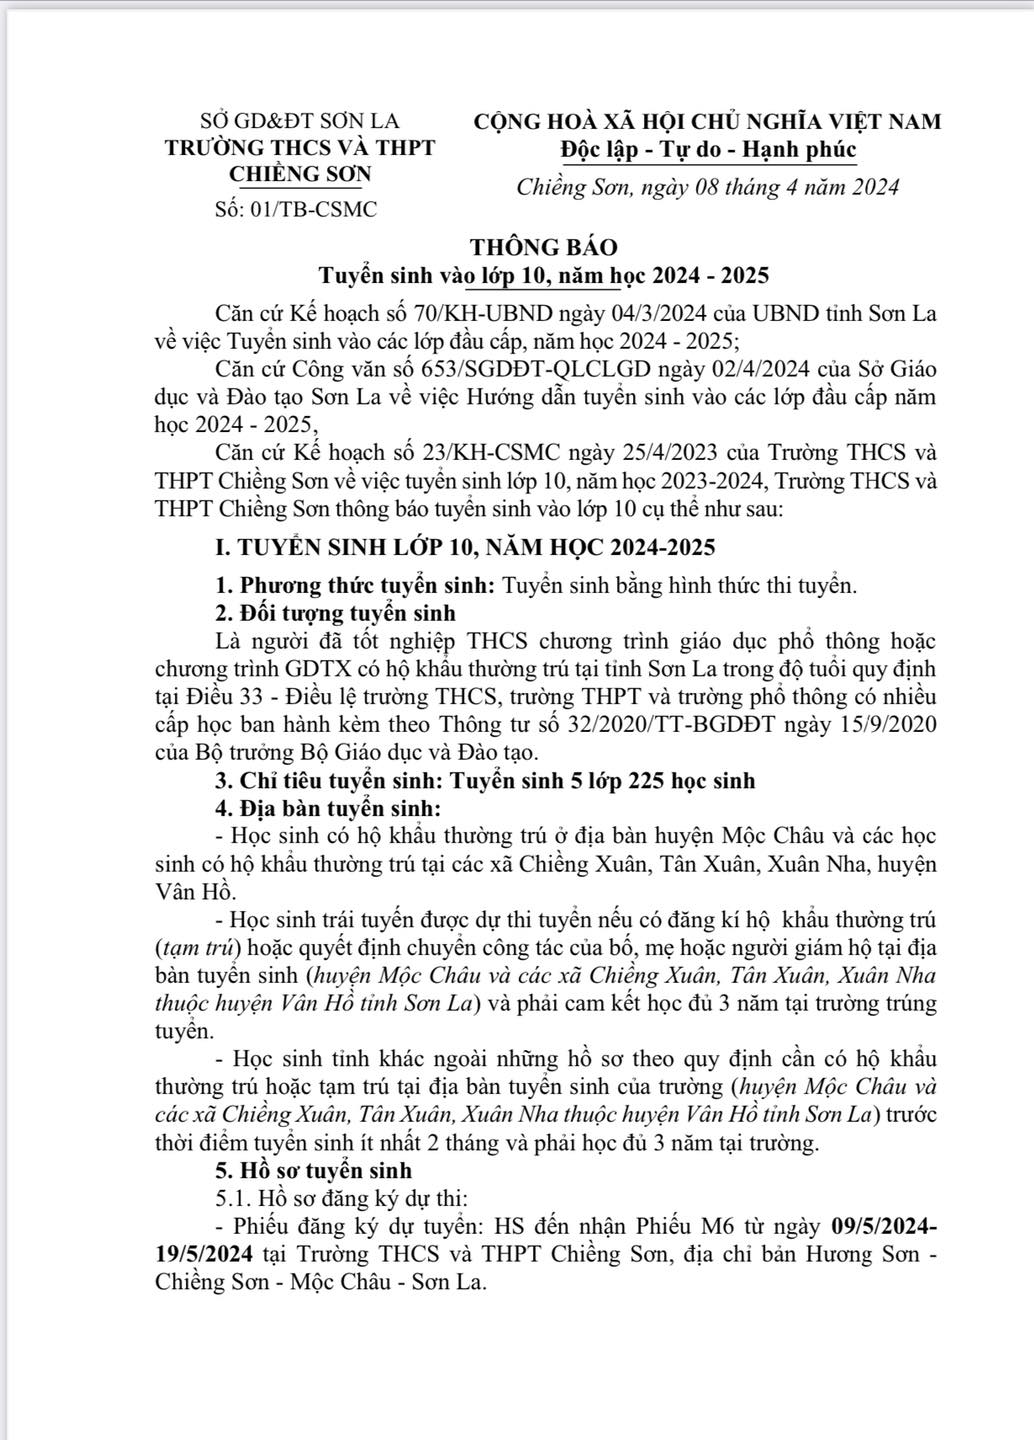 SỞ GD&ĐT SƠN LA
TRƯỜNG THCS VÀ THPT
CHIỀNG SƠN
Số: 01/TB-CSMC
CỘNG HOÀ XÃ HỘI CHỦ NGHĨA VIỆT NAM
Độc lập - Tự do - Hạnh phúc
Chiềng Sơn, ngày 08 tháng 4 năm 2024
THÔNG BÁO
Tuyển sinh vào lớp 10, năm học 2024 - 2025
Căn cứ Kế hoạch số 70/KH-UBND ngày 04/3/2024 của UBND tỉnh Sơn La
về việc Tuyển sinh vào các lớp đầu cấp, năm học 2024 - 2025;
Căn cứ Công văn số 653/SGDĐT-QLCLGD ngày 02/4/2024 của Sở Giáo
dục và Đào tạo Sơn La về việc Hướng dẫn tuyển sinh vào các lớp đầu cấp năm
học 2024 - 2025,
Căn cứ Kế hoạch số 23/KH-CSMC ngày 25/4/2023 của Trường THCS và
THPT Chiềng Sơn về việc tuyển sinh lớp 10, năm học 2023-2024, Trường THCS và
THPT Chiềng Sơn thông báo tuyển sinh vào lớp 10 cụ thể như sau:
I. TUYỂN SINH LỚP 10, NĂM HỌC 2024-2025
1. Phương thức tuyển sinh: Tuyển sinh bằng hình thức thi tuyển.
2. Đối tượng tuyển sinh
Là người đã tốt nghiệp THCS chương trình giáo dục phổ thông hoặc
chương trình GDTX có hộ khẩu thường trú tại tỉnh Sơn La trong độ tuổi quy định
tại Điều 33 - Điều lệ trường THCS, trường THPT và trường phổ thông có nhiều
cấp học ban hành kèm theo Thông tư số 32/2020/TT-BGDĐT ngày 15/9/2020
của Bộ trưởng Bộ Giáo dục và Đào tạo.
3. Chỉ tiêu tuyển sinh: Tuyển sinh 5 lớp 225 học sinh
4. Địa bàn tuyển sinh:
- Học sinh có hộ khẩu thường trú ở địa bàn huyện Mộc Châu và các học
sinh có hộ khẩu thường trú tại các xã Chiềng Xuân, Tân Xuân, Xuân Nha, huyện
Vân Hồ.
- Học sinh trái tuyến được dự thi tuyển nếu có đăng kí hộ khẩu thường trú
(tạm trú) hoặc quyết định chuyển công tác của bố, mẹ hoặc người giám hộ tại địa
bàn tuyển sinh (huyện Mộc Châu và các xã Chiềng Xuân, Tân Xuân, Xuân Nha
thuộc huyện Vân Hồ tỉnh Sơn La) và phải cam kết học đủ 3 năm tại trường trúng
tuyển.
- Học sinh tỉnh khác ngoài những hồ sơ theo quy định cần có hộ khẩu
thường trú hoặc tạm trú tại địa bàn tuyển sinh của trường (huyện Mộc Châu và
các xã Chiềng Xuân, Tân Xuân, Xuân Nha thuộc huyện Vân Hồ tỉnh Sơn La) trước
thời điểm tuyển sinh ít nhất 2 tháng và phải học đủ 3 năm tại trường.
5. Hồ sơ tuyển sinh
5.1. Hồ sơ đăng ký dự thi:
- Phiếu đăng ký dự tuyển: HS đến nhận Phiếu M6 từ ngày 09/5/2024-
19/5/2024 tại Trường THCS và THPT Chiềng Sơn, địa chỉ bản Hương Sơn -
Chiềng Sơn - Mộc Châu - Sơn La.